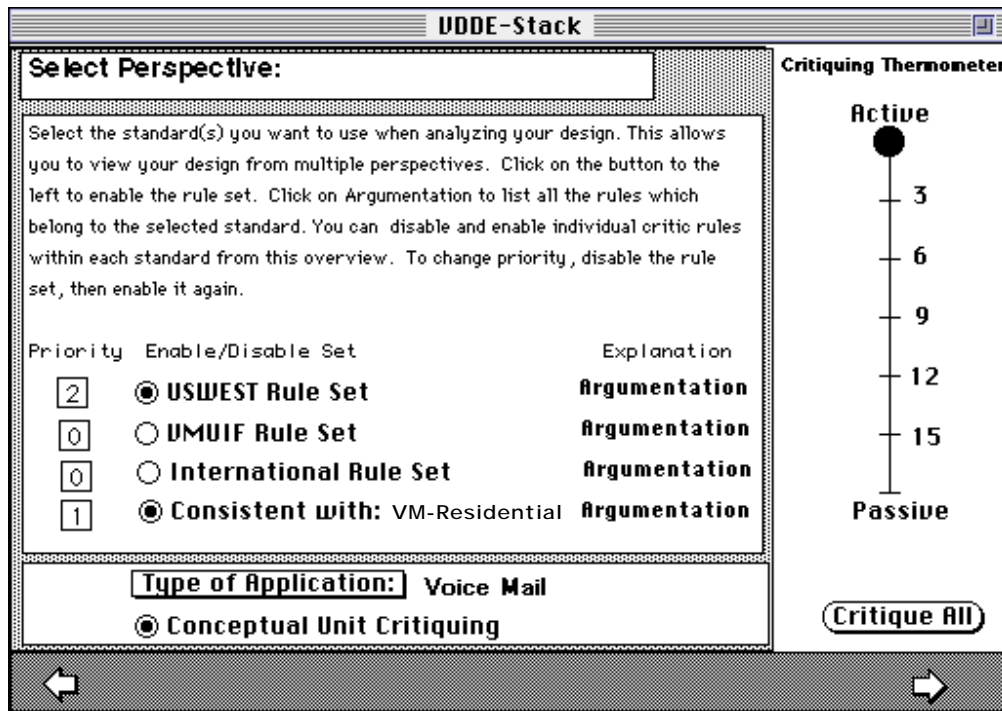 VDDE-Stack
Select Perspective:
Select the standard(s) you want to use when analyzing your design. This allows
you to view your design from multiple perspectives. Click on the button to the
left to enable the rule set. Click on Argumentation to list all the rules which
belong to the selected standard. You can disable and enable individual critic rules
within each standard from this overview. To change priority, disable the rule
set, then enable it again.
Priority Enable/Disable Set Explanation
2 USWEST Rule Set Argumentation
0 VMUIF Rule Set Argumentation
0 International Rule Set Argumentation
1 Consistent with: VM-Residential Argumentation
Type of Application: Voice Mail
Conceptual Unit Critiquing
Critiquing Thermometer
Active
3
6
9
12
15
Passive
Critique All